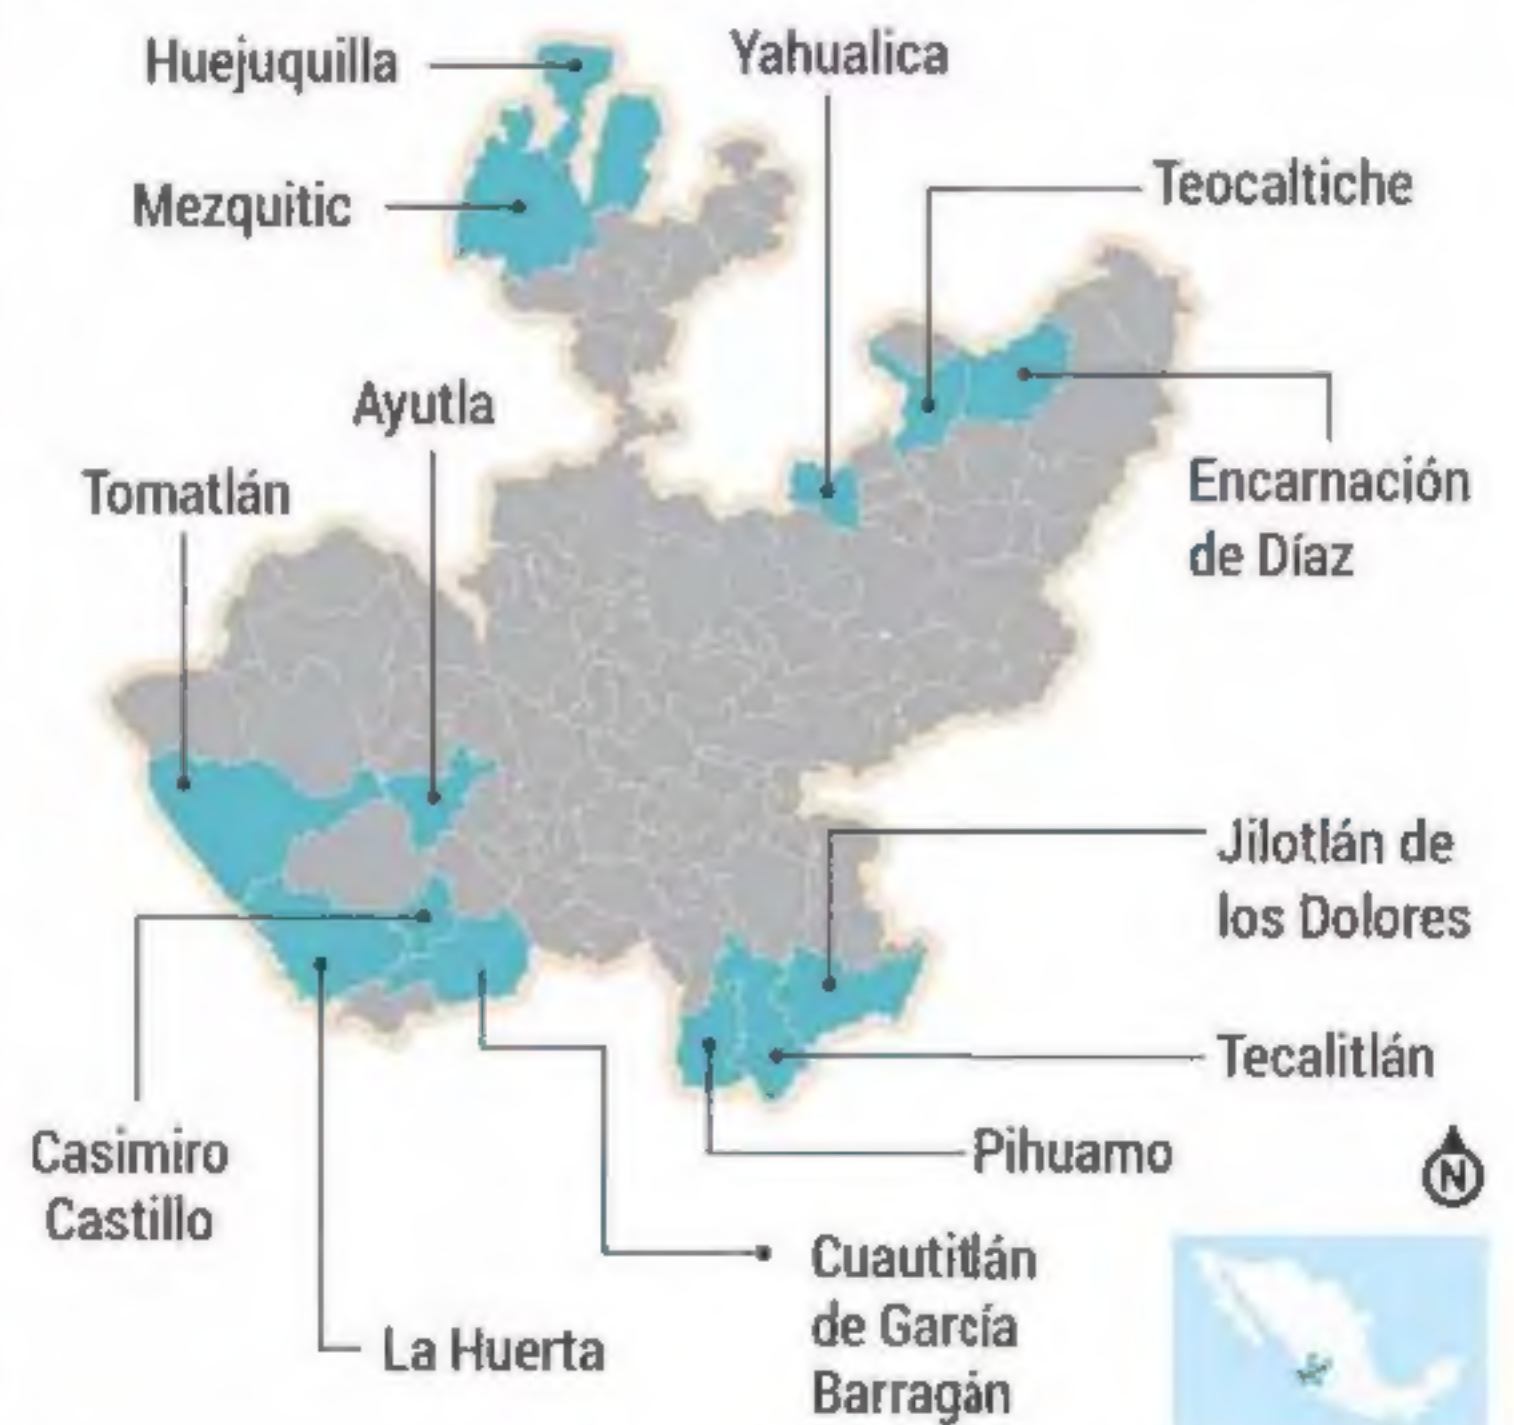 Huejuquilla
Yahualica
Mezquitic
Teocaltiche
Ayutla
Tomatlán
Encarnación
de Díaz
Jilotlán de
los Dolores
Tecalitlán
Pihuamo
Casimiro
Castillo
N
Cuautitlán
de García
Barragán
La Huerta